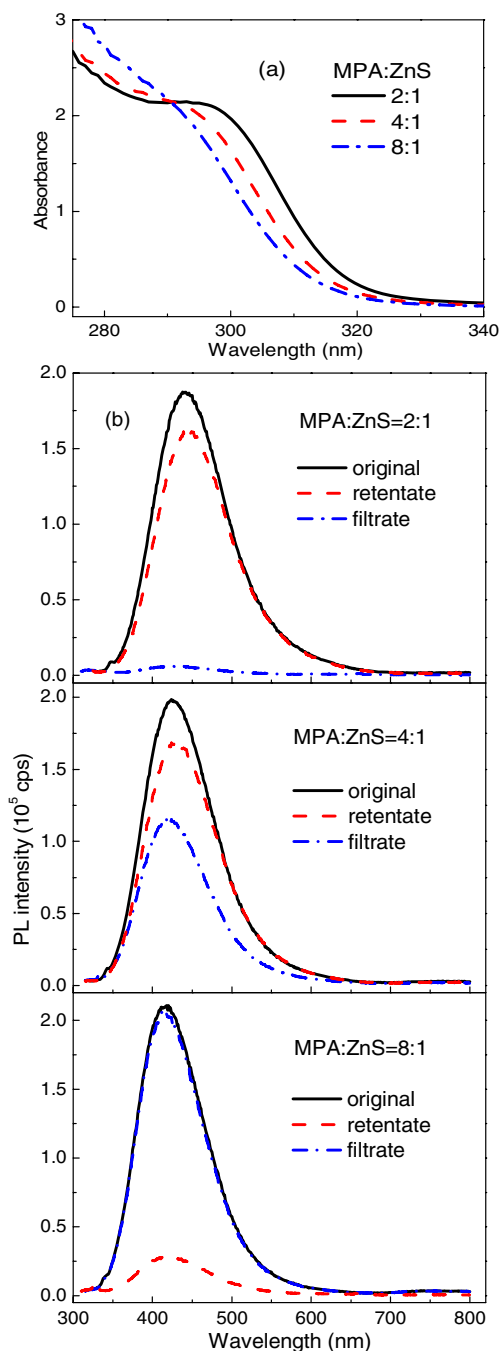 (a)
MPA:ZnS
2:1
4:1
8:1
3
2
1
0
Absorbance
280 300 320 340
Wavelength (nm)
(b)
MPA:ZnS=2:1
original
retentate
filtrate
2.0
1.5
1.0
0.5
0.0
MPA:ZnS=4:1
original
retentate
filtrate
2.0
1.5
1.0
0.5
0.0
PL intensity (10⁵ cps)
MPA:ZnS=8:1
original
retentate
filtrate
2.0
1.5
1.0
0.5
0.0
300 400 500 600 700 800
Wavelength (nm)